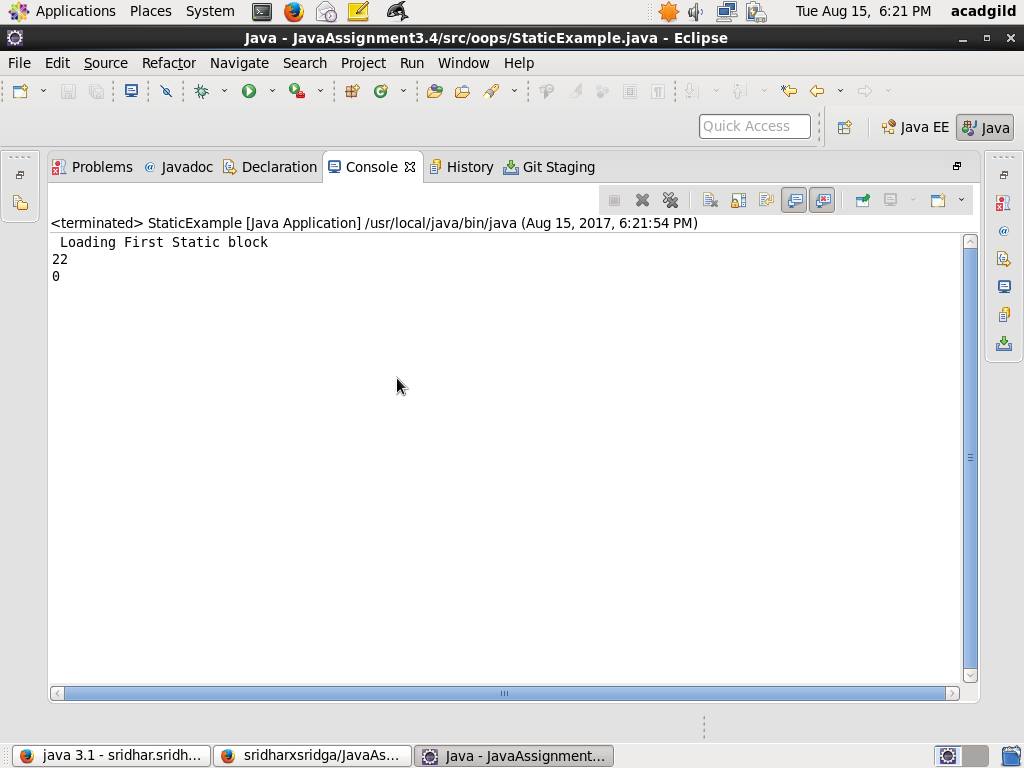 Applications Places System Tue Aug 15, 6:21 PM acadgild
Java - JavaAssignment3.4/src/oops/StaticExample.java - Eclipse
File Edit Source Refactor Navigate Search Project Run Window Help
Quick Access Java EE Java
Problems @ Javadoc Declaration Console History Git Staging
<terminated> StaticExample [Java Application] /usr/local/java/bin/java (Aug 15, 2017, 6:21:54 PM)
Loading First Static block
22
0
java 3.1 - sridhar.sridh... sridharxsridga/JavaAs... Java - JavaAssignment...